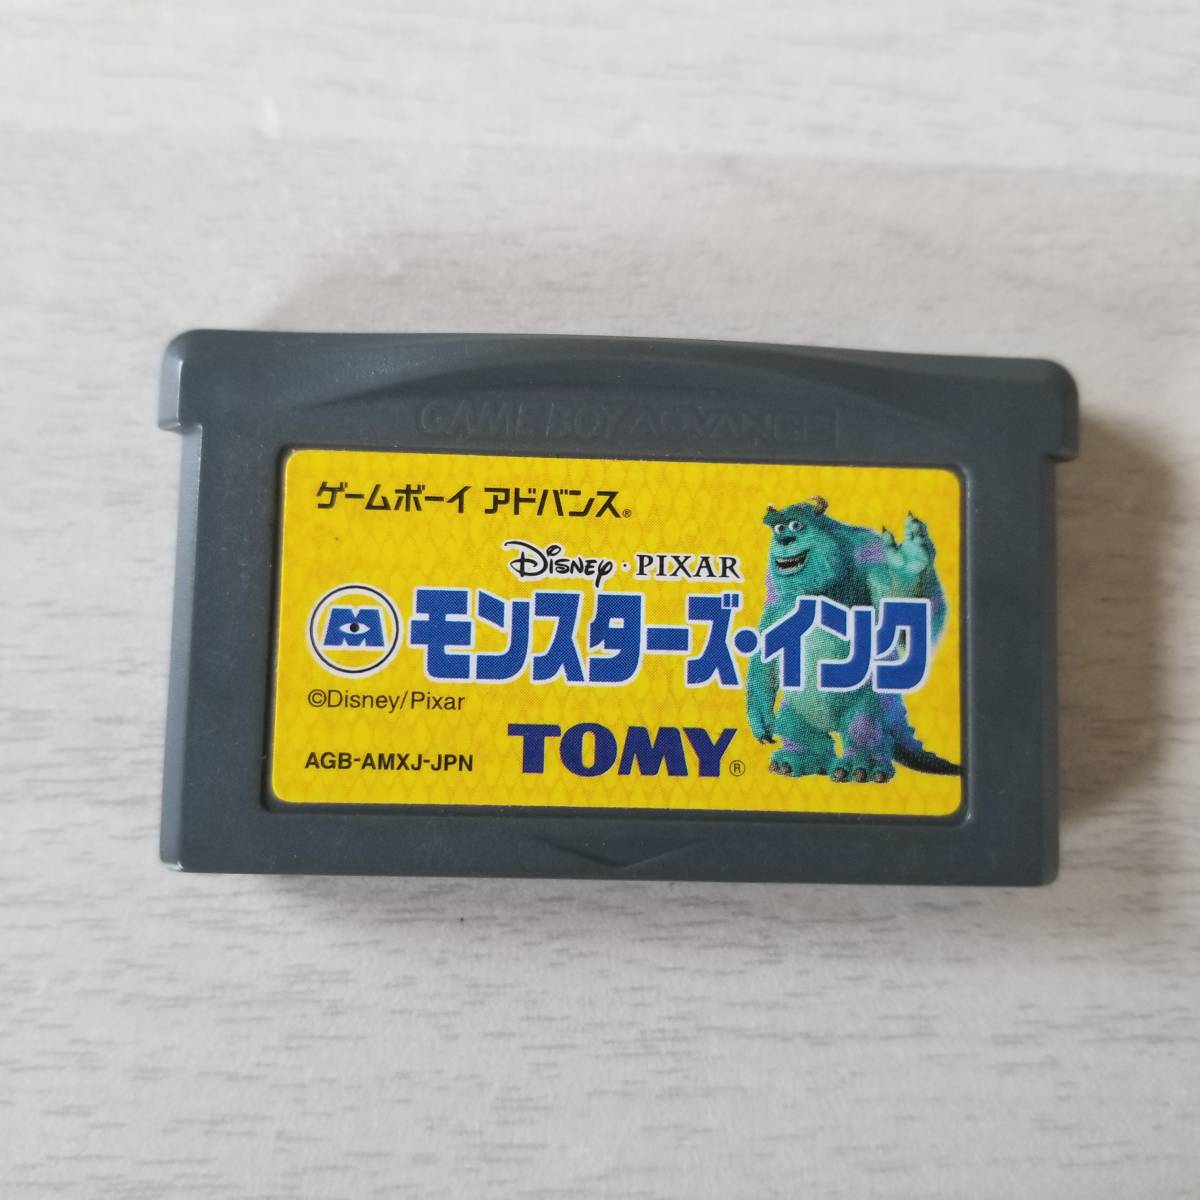 GAME BOY ADVANCE
ゲームボーイ アドバンス®
Disney・PIXAR
M モンスターズ・インク
©Disney/Pixar
TOMY®
AGB-AMXJ-JPN